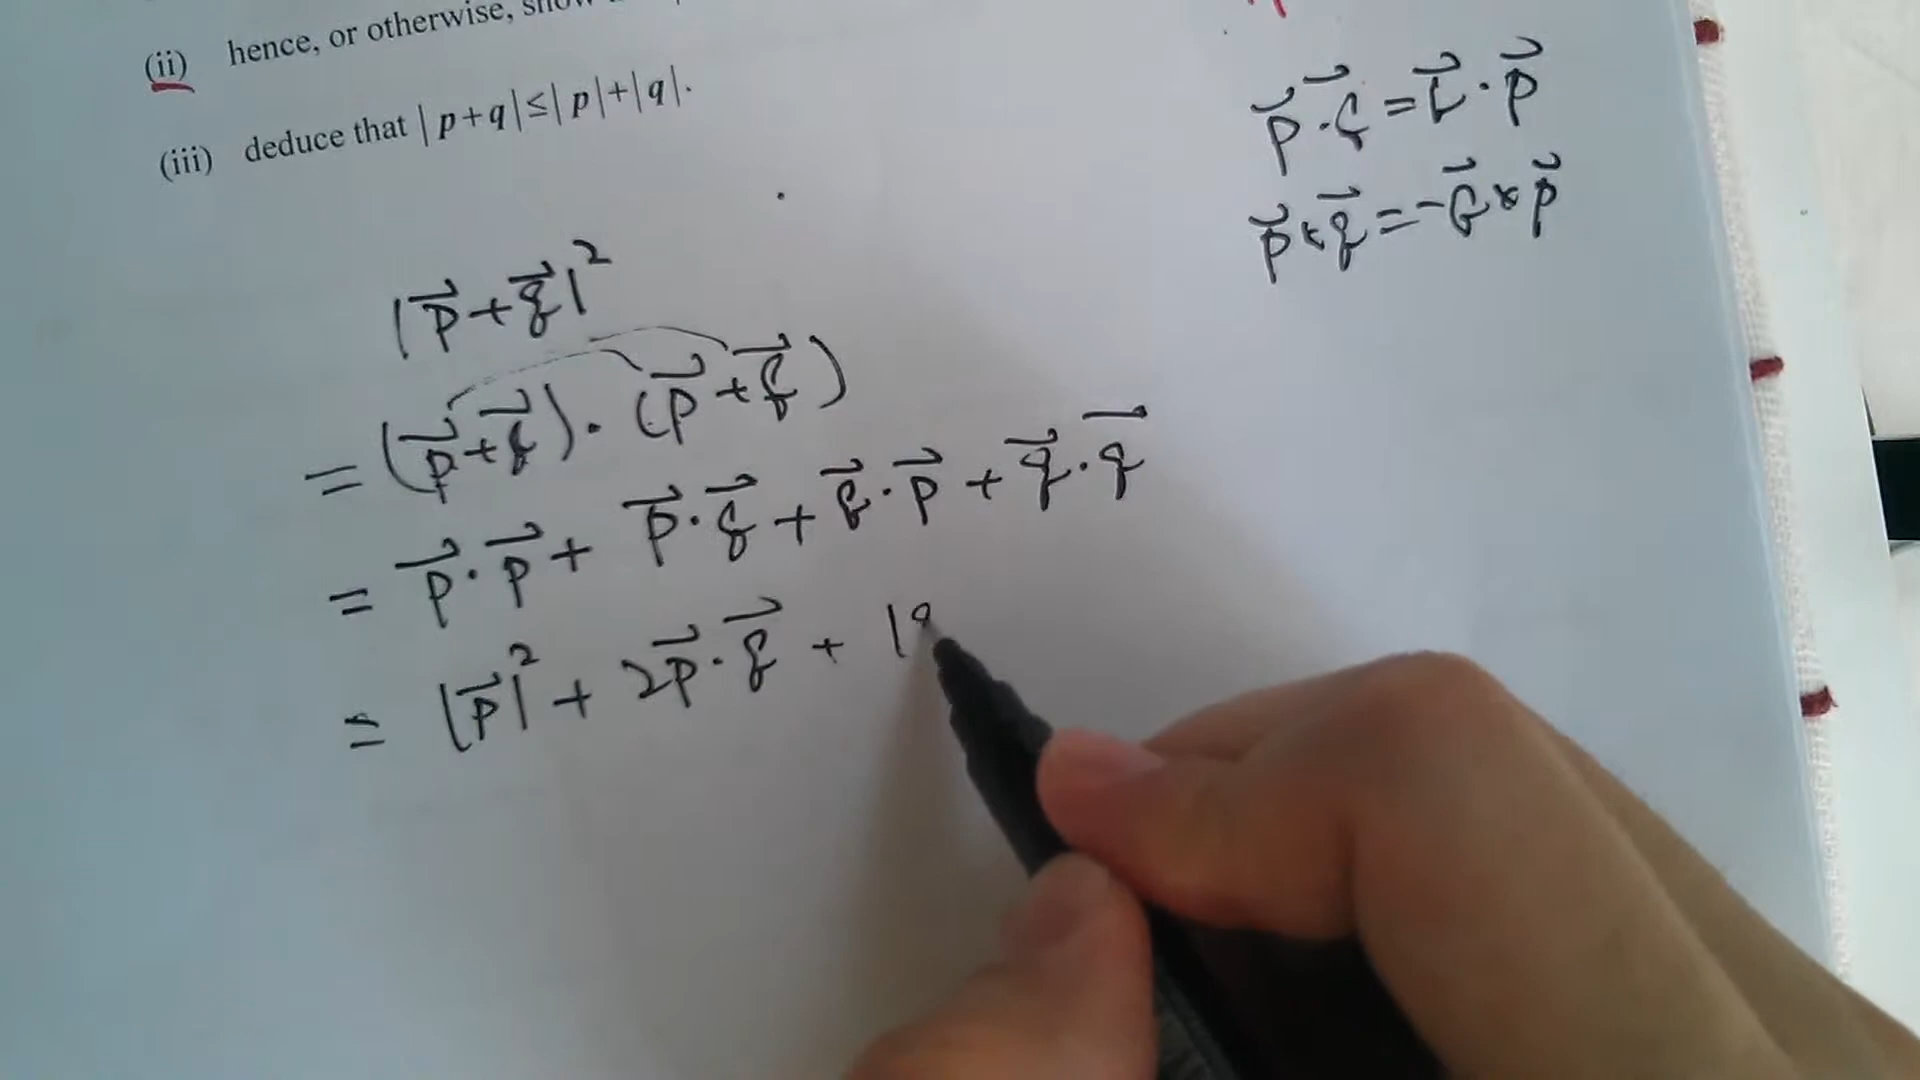 (ii) hence, or otherwise,
(iii) deduce that | p + q | ≤ | p | + | q |.
p⃗ · q⃗ = q⃗ · p⃗
p⃗ × q⃗ = -q⃗ × p⃗
|p⃗ + q⃗|²
= (p⃗ + q⃗) · (p⃗ + q⃗)
= p⃗ · p⃗ + p⃗ · q⃗ + q⃗ · p⃗ + q⃗ · q⃗
= |p⃗|² + 2p⃗ · q⃗ + |q